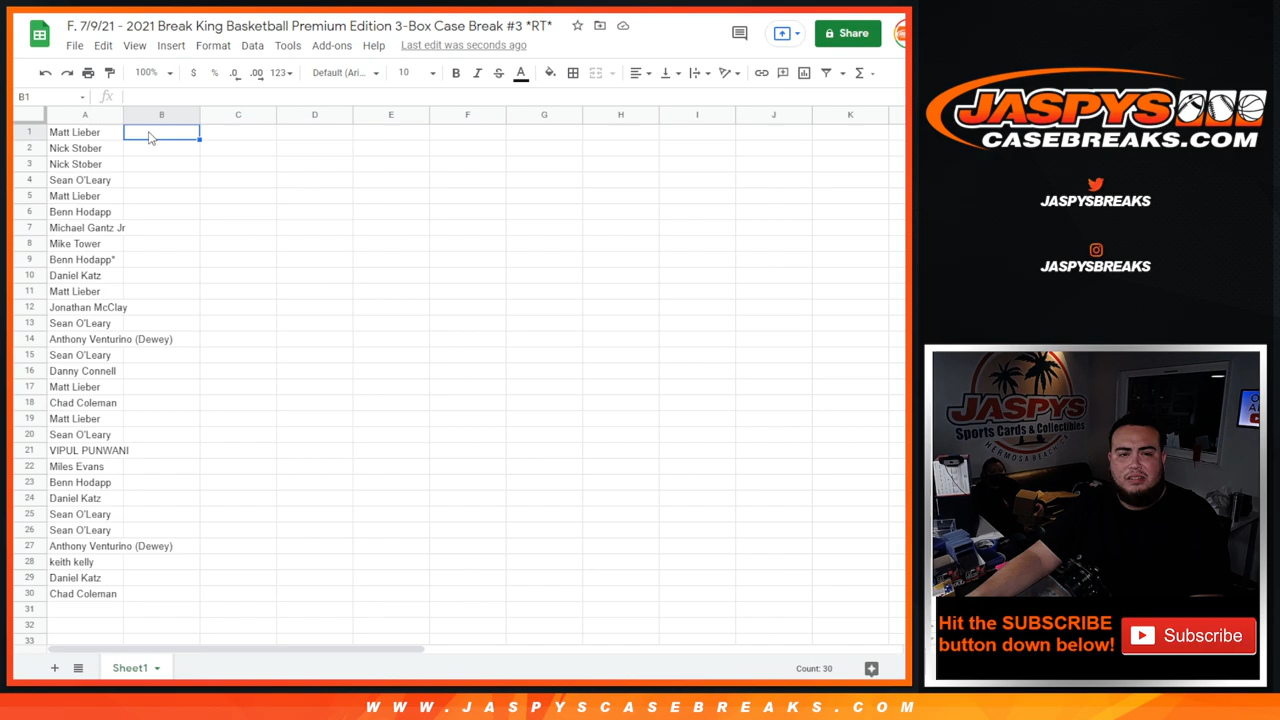 F. 7/9/21 - 2021 Break King Basketball Premium Edition 3-Box Case Break #3 *RT*
File Edit View Insert Format Data Tools Add-ons Help Last edit was seconds ago
Share
100% $ % .0 .00 123 Default (Ari... 10 B I S A
B1 fx
A B C D E F G H I J K
1 Matt Lieber
2 Nick Stober
3 Nick Stober
4 Sean O'Leary
5 Matt Lieber
6 Benn Hodapp
7 Michael Gantz Jr
8 Mike Tower
9 Benn Hodapp*
10 Daniel Katz
11 Matt Lieber
12 Jonathan McClay
13 Sean O'Leary
14 Anthony Venturino (Dewey)
15 Sean O'Leary
16 Danny Connell
17 Matt Lieber
18 Chad Coleman
19 Matt Lieber
20 Sean O'Leary
21 VIPUL PUNWANI
22 Miles Evans
23 Benn Hodapp
24 Daniel Katz
25 Sean O'Leary
26 Sean O'Leary
27 Anthony Venturino (Dewey)
28 keith kelly
29 Daniel Katz
30 Chad Coleman
31
32
33
Sheet1
Count: 30
JASPYS
CASEBREAKS.COM
JASPYSBREAKS
JASPYSBREAKS
JASPYS
Sports Cards & Collectibles
HERMOSA BEACH, CA
Hit the SUBSCRIBE
button down below!
Subscribe
WWW.JASPYSCASEBREAKS.COM